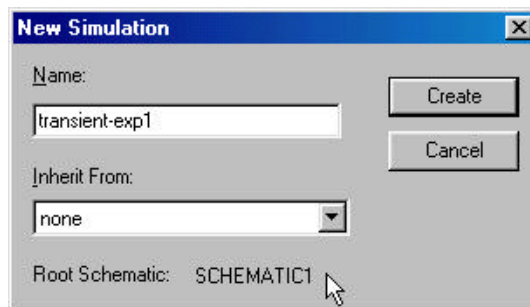 New Simulation
Name:
transient-exp1
Create
Cancel
Inherit From:
none
Root Schematic: SCHEMATIC1